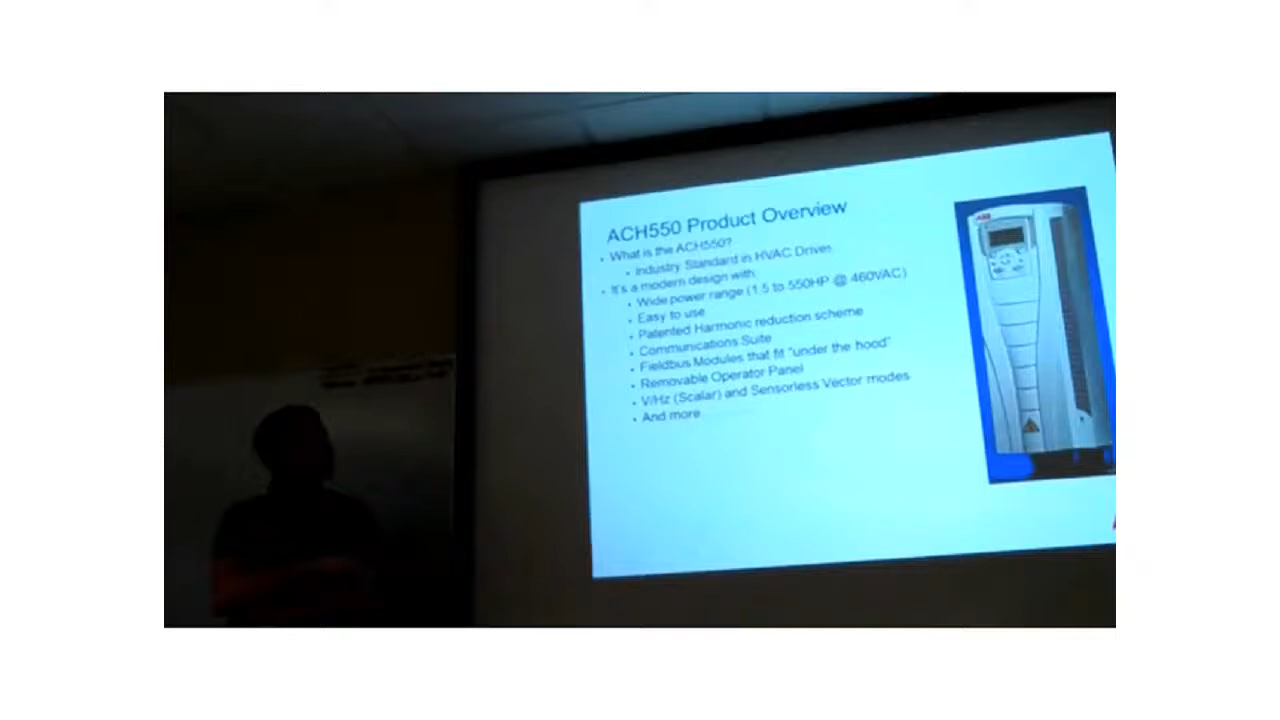 ACH550 Product Overview
• What is the ACH550?
• Industry Standard in HVAC Drives
• It's a modern design with:
• Wide power range (1.5 to 550HP @ 460VAC)
• Easy to use
• Patented Harmonic reduction scheme
• Communications Suite
• Fieldbus Modules that fit "under the hood"
• Removable Operator Panel
• V/Hz (Scalar) and Sensorless Vector modes
• And more
ABB